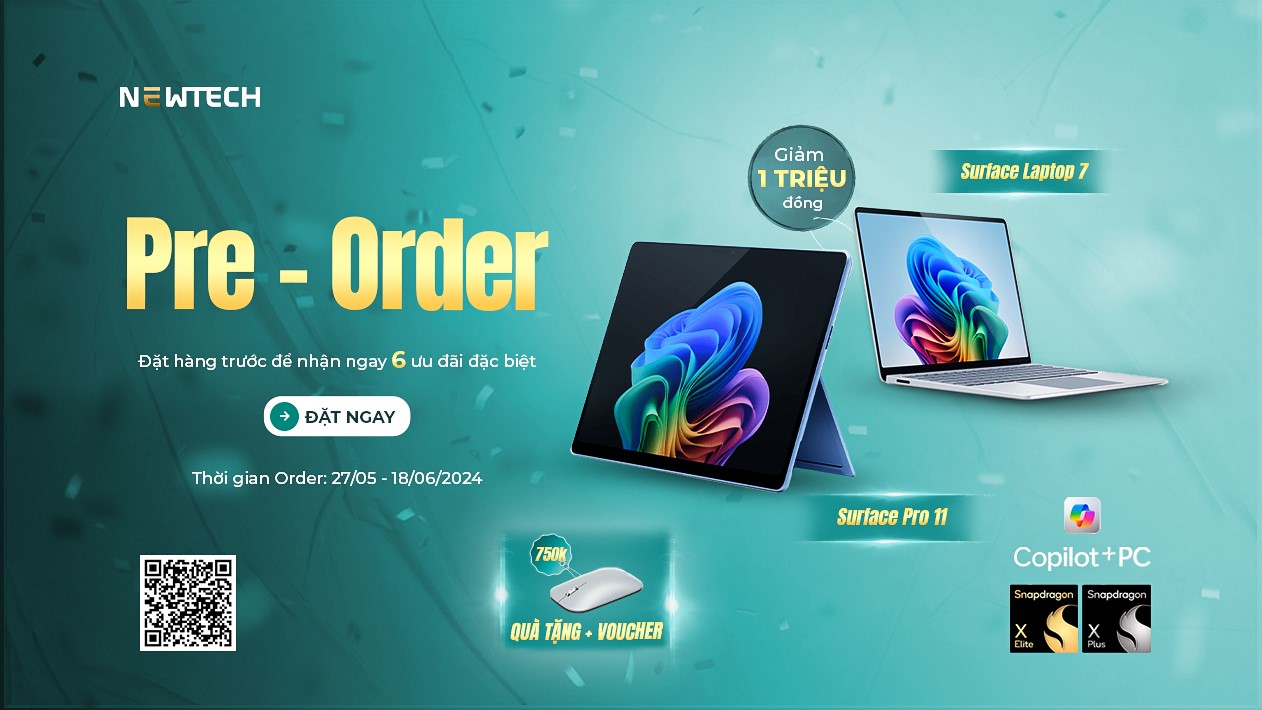 NEWTECH
Pre - Order
Đặt hàng trước để nhận ngay 6 ưu đãi đặc biệt
ĐẶT NGAY
Thời gian Order: 27/05 - 18/06/2024
Giảm
1 TRIỆU
đồng
Surface Laptop 7
Surface Pro 11
750K
QUÀ TẶNG + VOUCHER
Copilot+PC
Snapdragon
X
Elite
Snapdragon
X
Plus